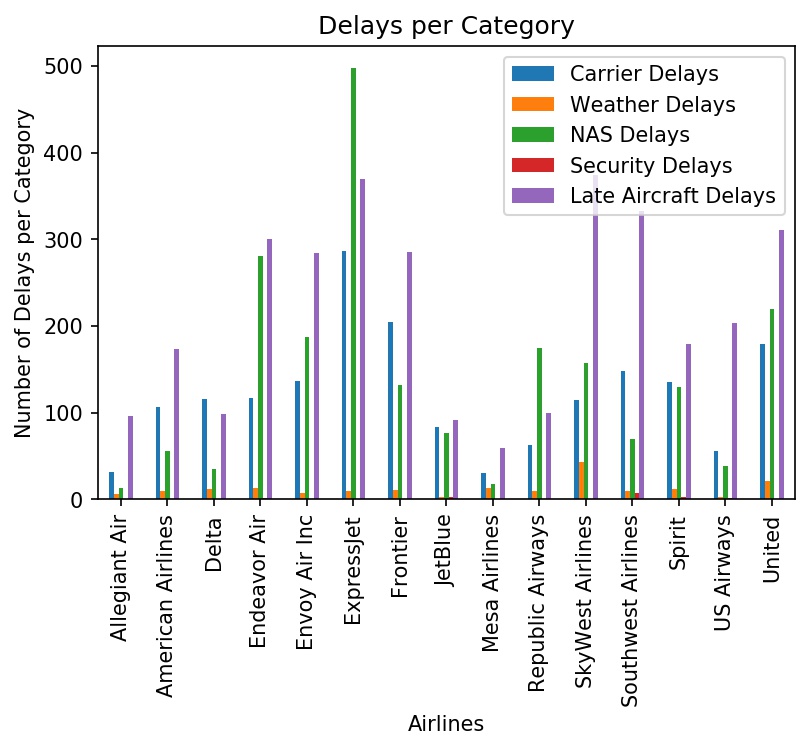 Delays per Category
Number of Delays per Category
500
400
300
200
100
0
Carrier Delays
Weather Delays
NAS Delays
Security Delays
Late Aircraft Delays
Allegiant Air
American Airlines
Delta
Endeavor Air
Envoy Air Inc
ExpressJet
Frontier
JetBlue
Mesa Airlines
Republic Airways
SkyWest Airlines
Southwest Airlines
Spirit
US Airways
United
Airlines